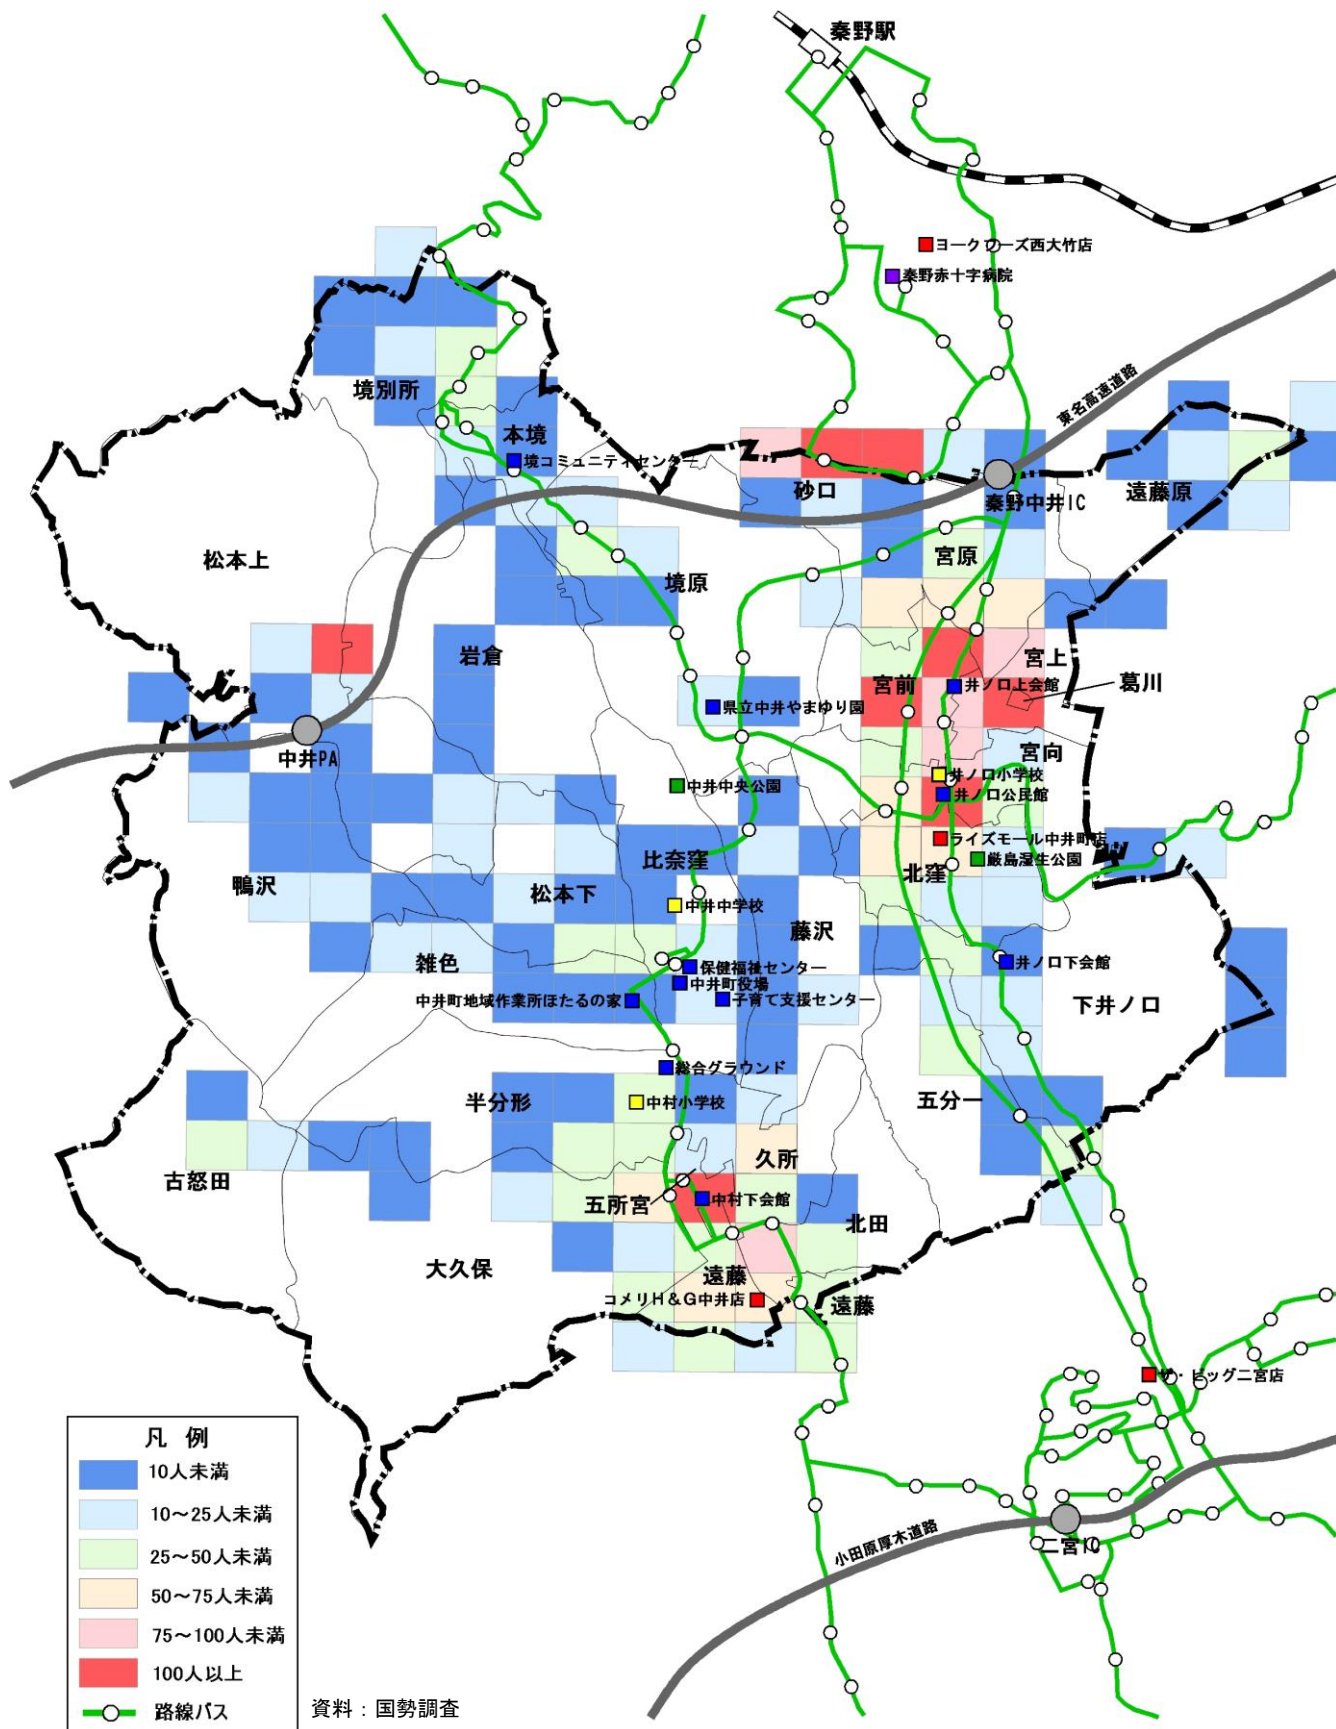 秦野駅
ヨークフーズ西大竹店
秦野赤十字病院
東名高速道路
境別所
本境
境コミュニティセンター
砂口
秦野中井IC
遠藤原
松本上
宮原
境原
岩倉
宮上
葛川
宮前
井ノ口上会館
県立中井やまゆり園
中井PA
宮向
中井中央公園
井ノ口小学校
井ノ口公民館
ライズモール中井町店
厳島湿生公園
比奈窪
北窪
鴨沢
松本下
中井中学校
藤沢
雑色
保健福祉センター
井ノ口下会館
中井町役場
中井町地域作業所ほたるの家
子育て支援センター
下井ノ口
総合グラウンド
半分形
中村小学校
五分一
久所
古怒田
五所宮
中村下会館
北田
大久保
遠藤
コメリH&G中井店
遠藤
ザ・ビッグ二宮店
小田原厚木道路
二宮IC
凡 例
10人未満
10～25人未満
25～50人未満
50～75人未満
75～100人未満
100人以上
路線バス
資料：国勢調査